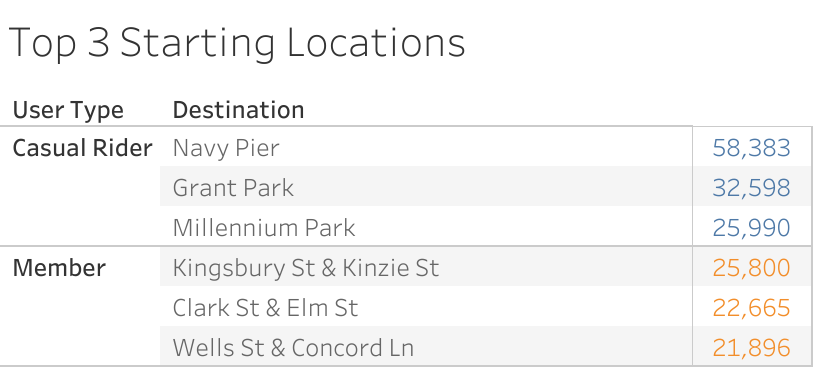 Top 3 Starting Locations
User Type Destination
Casual Rider Navy Pier 58,383
Grant Park 32,598
Millennium Park 25,990
Member Kingsbury St & Kinzie St 25,800
Clark St & Elm St 22,665
Wells St & Concord Ln 21,896